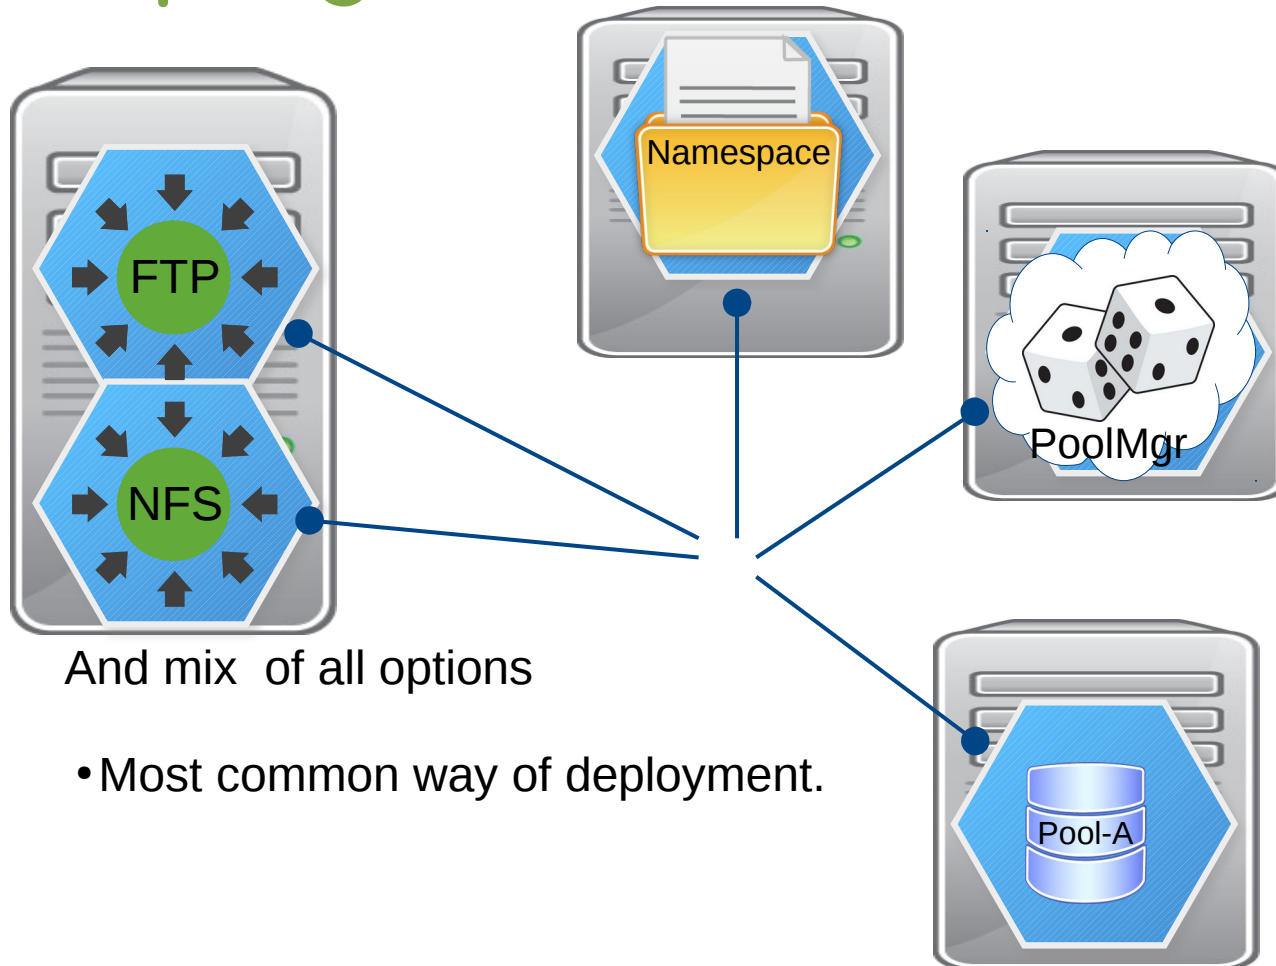 Namespace
FTP
PoolMgr
NFS
And mix  of all options
•Most common way of deployment.
Pool-A